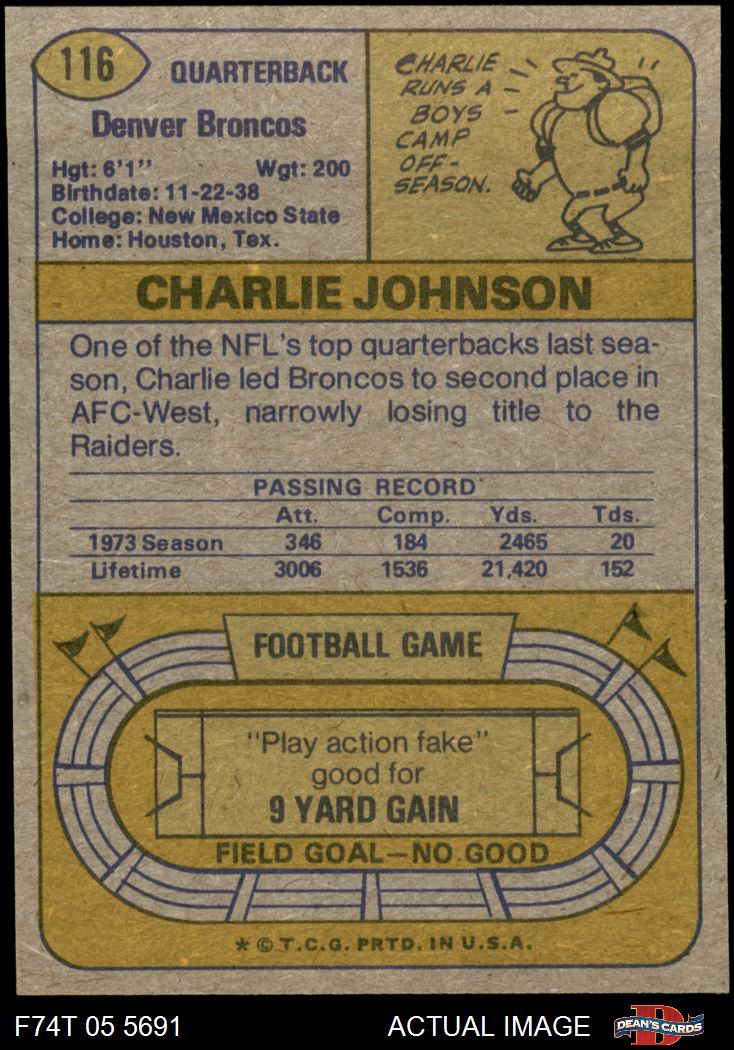 116
QUARTERBACK
Denver Broncos
Hgt: 6'1" Wgt: 200
Birthdate: 11-22-38
College: New Mexico State
Home: Houston, Tex.
CHARLIE
RUNS A
BOYS
CAMP
OFF-
SEASON.
CHARLIE JOHNSON
One of the NFL's top quarterbacks last sea-
son, Charlie led Broncos to second place in
AFC-West, narrowly losing title to the
Raiders.
PASSING RECORD
Att. Comp. Yds. Tds.
1973 Season 346 184 2465 20
Lifetime 3006 1536 21,420 152
FOOTBALL GAME
"Play action fake"
good for
9 YARD GAIN
FIELD GOAL—NO GOOD
* © T.C.G. PRTD. IN U.S.A.
F74T 05 5691 ACTUAL IMAGE
D
DEAN'S CARDS